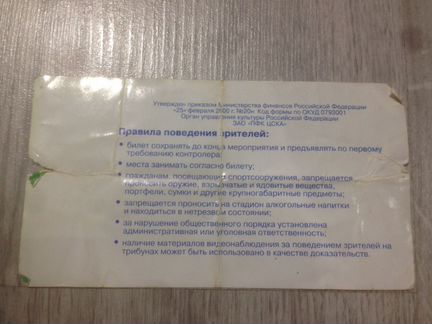 Утвержден приказом Министерства финансов Российской Федерации
«25» февраля 2000 г. №20н. Код формы по ОКУД 0793001
Орган управления культуры Российской Федерации
ЗАО «ПФК ЦСКА»
Правила поведения зрителей:
• билет сохранять до конца мероприятия и предъявлять по первому
требованию контролера;
• места занимать согласно билету;
• гражданам, посещающим спортсооружения, запрещается
проносить оружие, взрывчатые и ядовитые вещества,
портфели, сумки и другие крупногабаритные предметы;
• запрещается проносить на стадион алкогольные напитки
и находиться в нетрезвом состоянии;
• за нарушение общественного порядка установлена
административная или уголовная ответственность;
• наличие материалов видеонаблюдения за поведением зрителей на
трибунах может быть использовано в качестве доказательств.